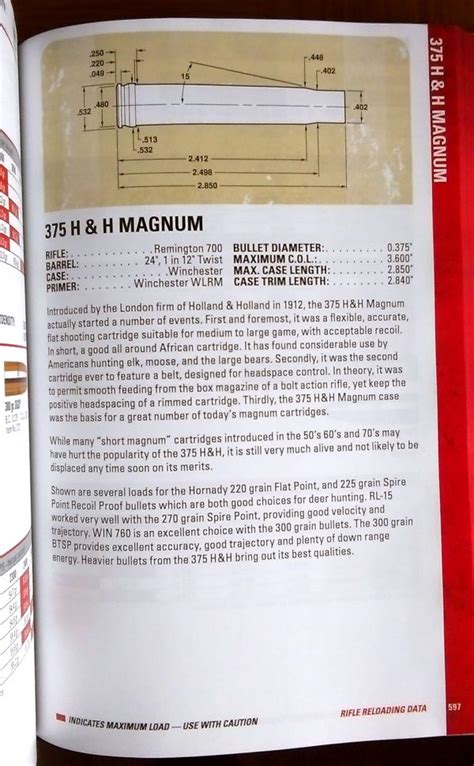 375 H & H MAGNUM
.250
.220
.049
15
.448
.402
.532
.480
.402
.513
.532
2.412
2.498
2.850
375 H & H MAGNUM
RIFLE: . . . . . . . . . . . . . . .Remington 700
BARREL: . . . . . . . . . 24", 1 in 12" Twist
CASE: . . . . . . . . . . . . . . . . . .Winchester
PRIMER: . . . . . . . . . Winchester WLRM
BULLET DIAMETER: . . . . . . . . 0.375"
MAXIMUM C.O.L.: . . . . . . . . . . 3.600"
MAX. CASE LENGTH: . . . . . . . 2.850"
CASE TRIM LENGTH: . . . . . . . 2.840"
Introduced by the London firm of Holland & Holland in 1912, the 375 H&H Magnum
actually started a number of events. First and foremost, it was a flexible, accurate,
flat shooting cartridge suitable for medium to large game, with acceptable recoil.
In short, a good all around African cartridge. It has found considerable use by
Americans hunting elk, moose, and the large bears. Secondly, it was the second
cartridge ever to feature a belt, designed for headspace control. In theory, it was
to permit smooth feeding from the box magazine of a bolt action rifle, yet keep the
positive headspacing of a rimmed cartridge. Thirdly, the 375 H&H Magnum case
was the basis for a great number of today's magnum cartridges.
While many "short magnum" cartridges introduced in the 50's 60's and 70's may
have hurt the popularity of the 375 H&H, it is still very much alive and not likely to be
displaced any time soon on its merits.
Shown are several loads for the Hornady 220 grain Flat Point, and 225 grain Spire
Point Recoil Proof bullets which are both good choices for deer hunting. RL-15
worked very well with the 270 grain Spire Point, providing good velocity and
trajectory. WIN 760 is an excellent choice with the 300 grain bullets. The 300 grain
BTSP provides excellent accuracy, good trajectory and plenty of down range
energy. Heavier bullets from the 375 H&H bring out its best qualities.
INDICATES MAXIMUM LOAD — USE WITH CAUTION
RIFLE RELOADING DATA
597